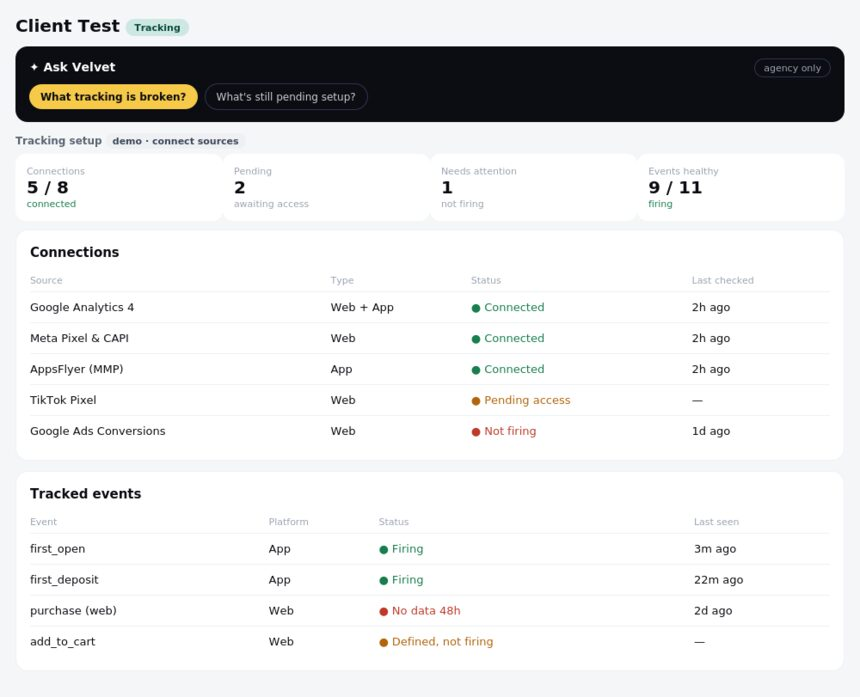 Client Test Tracking
✦ Ask Velvet agency only
What tracking is broken? What's still pending setup?
Tracking setup demo · connect sources
Connections Pending Needs attention Events healthy
5 / 8 2 1 9 / 11
connected awaiting access not firing firing
Connections
Source Type Status Last checked
Google Analytics 4 Web + App ● Connected 2h ago
Meta Pixel & CAPI Web ● Connected 2h ago
AppsFlyer (MMP) App ● Connected 2h ago
TikTok Pixel Web ● Pending access —
Google Ads Conversions Web ● Not firing 1d ago
Tracked events
Event Platform Status Last seen
first_open App ● Firing 3m ago
first_deposit App ● Firing 22m ago
purchase (web) Web ● No data 48h 2d ago
add_to_cart Web ● Defined, not firing —